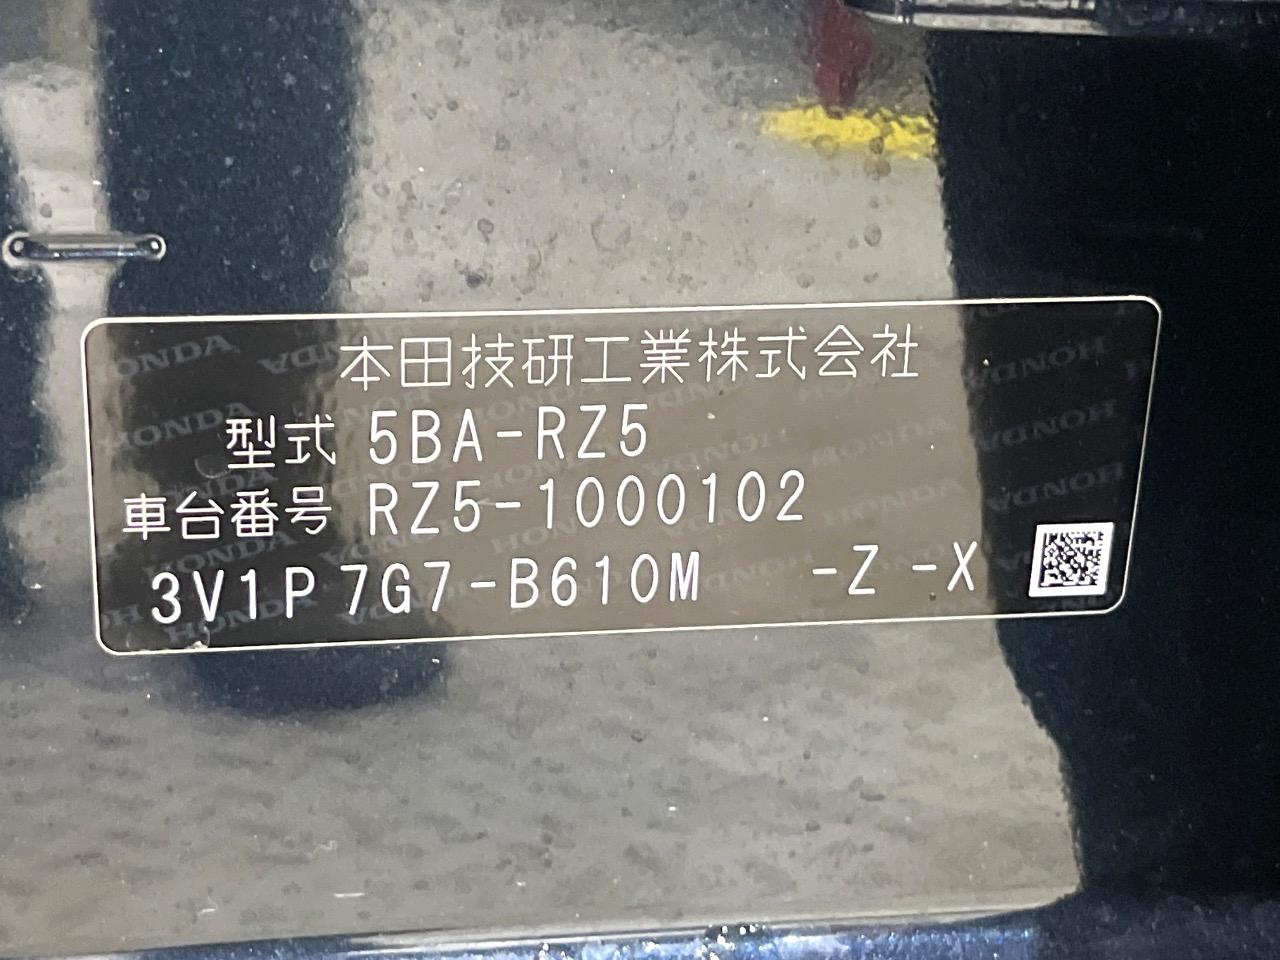 本田技研工業株式会社
型式 5BA-RZ5
車台番号 RZ5-1000102
3V1P 7G7-B610M -Z -X
HONDA